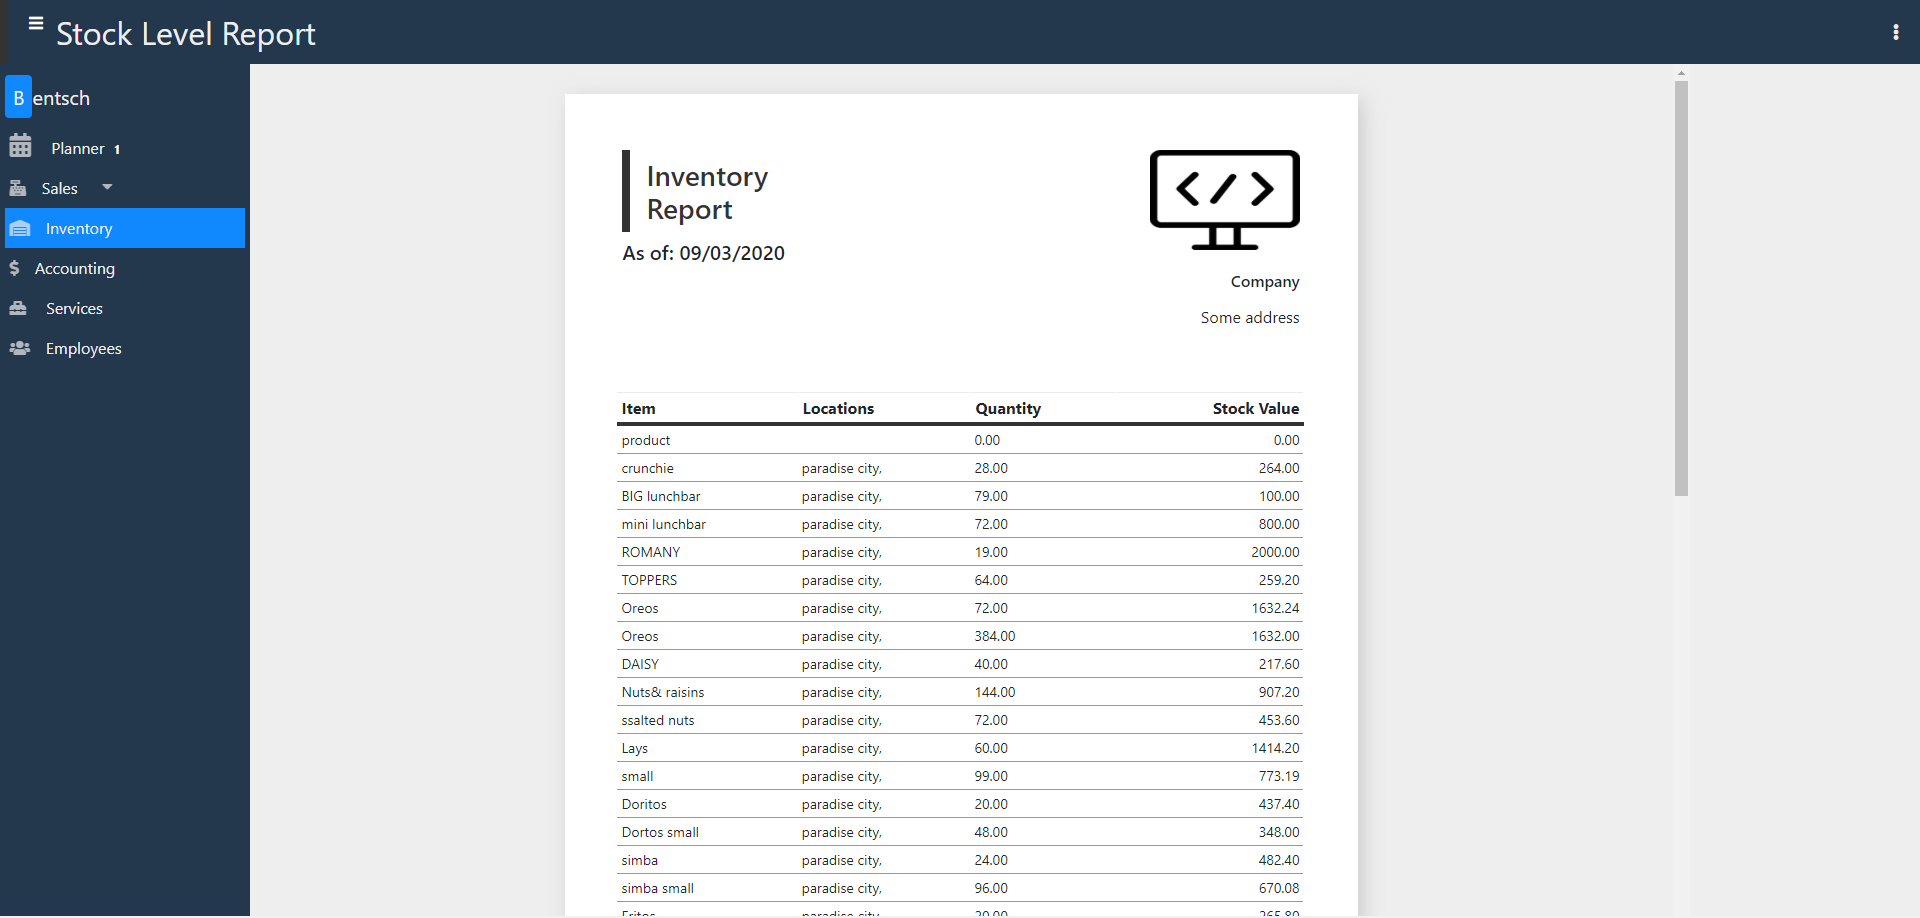 Stock Level Report
Bentsch
Planner 1
Sales
Inventory
Accounting
Services
Employees
Inventory
Report
As of: 09/03/2020
</>
Company
Some address
Item Locations Quantity Stock Value
product 0.00 0.00
crunchie paradise city, 28.00 264.00
BIG lunchbar paradise city, 79.00 100.00
mini lunchbar paradise city, 72.00 800.00
ROMANY paradise city, 19.00 2000.00
TOPPERS paradise city, 64.00 259.20
Oreos paradise city, 72.00 1632.24
Oreos paradise city, 384.00 1632.00
DAISY paradise city, 40.00 217.60
Nuts& raisins paradise city, 144.00 907.20
ssalted nuts paradise city, 72.00 453.60
Lays paradise city, 60.00 1414.20
small paradise city, 99.00 773.19
Doritos paradise city, 20.00 437.40
Dortos small paradise city, 48.00 348.00
simba paradise city, 24.00 482.40
simba small paradise city, 96.00 670.08